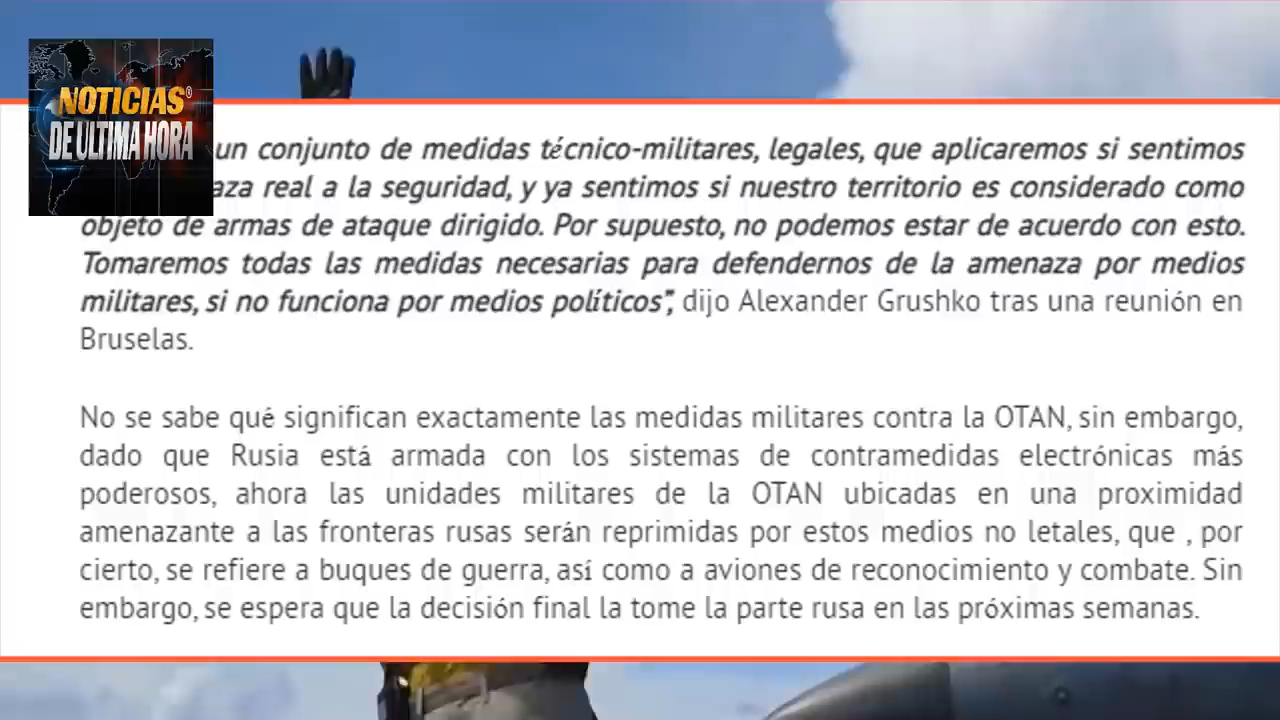 NOTICIAS®
DE ULTIMA HORA
un conjunto de medidas técnico-militares, legales, que aplicaremos si sentimos
real a la seguridad, y ya sentimos si nuestro territorio es considerado como
objeto de armas de ataque dirigido. Por supuesto, no podemos estar de acuerdo con esto.
Tomaremos todas las medidas necesarias para defendernos de la amenaza por medios
militares, si no funciona por medios políticos”, dijo Alexander Grushko tras una reunión en
Bruselas.
No se sabe qué significan exactamente las medidas militares contra la OTAN, sin embargo,
dado que Rusia está armada con los sistemas de contramedidas electrónicas más
poderosos, ahora las unidades militares de la OTAN ubicadas en una proximidad
amenazante a las fronteras rusas serán reprimidas por estos medios no letales, que , por
cierto, se refiere a buques de guerra, así como a aviones de reconocimiento y combate. Sin
embargo, se espera que la decisión final la tome la parte rusa en las próximas semanas.